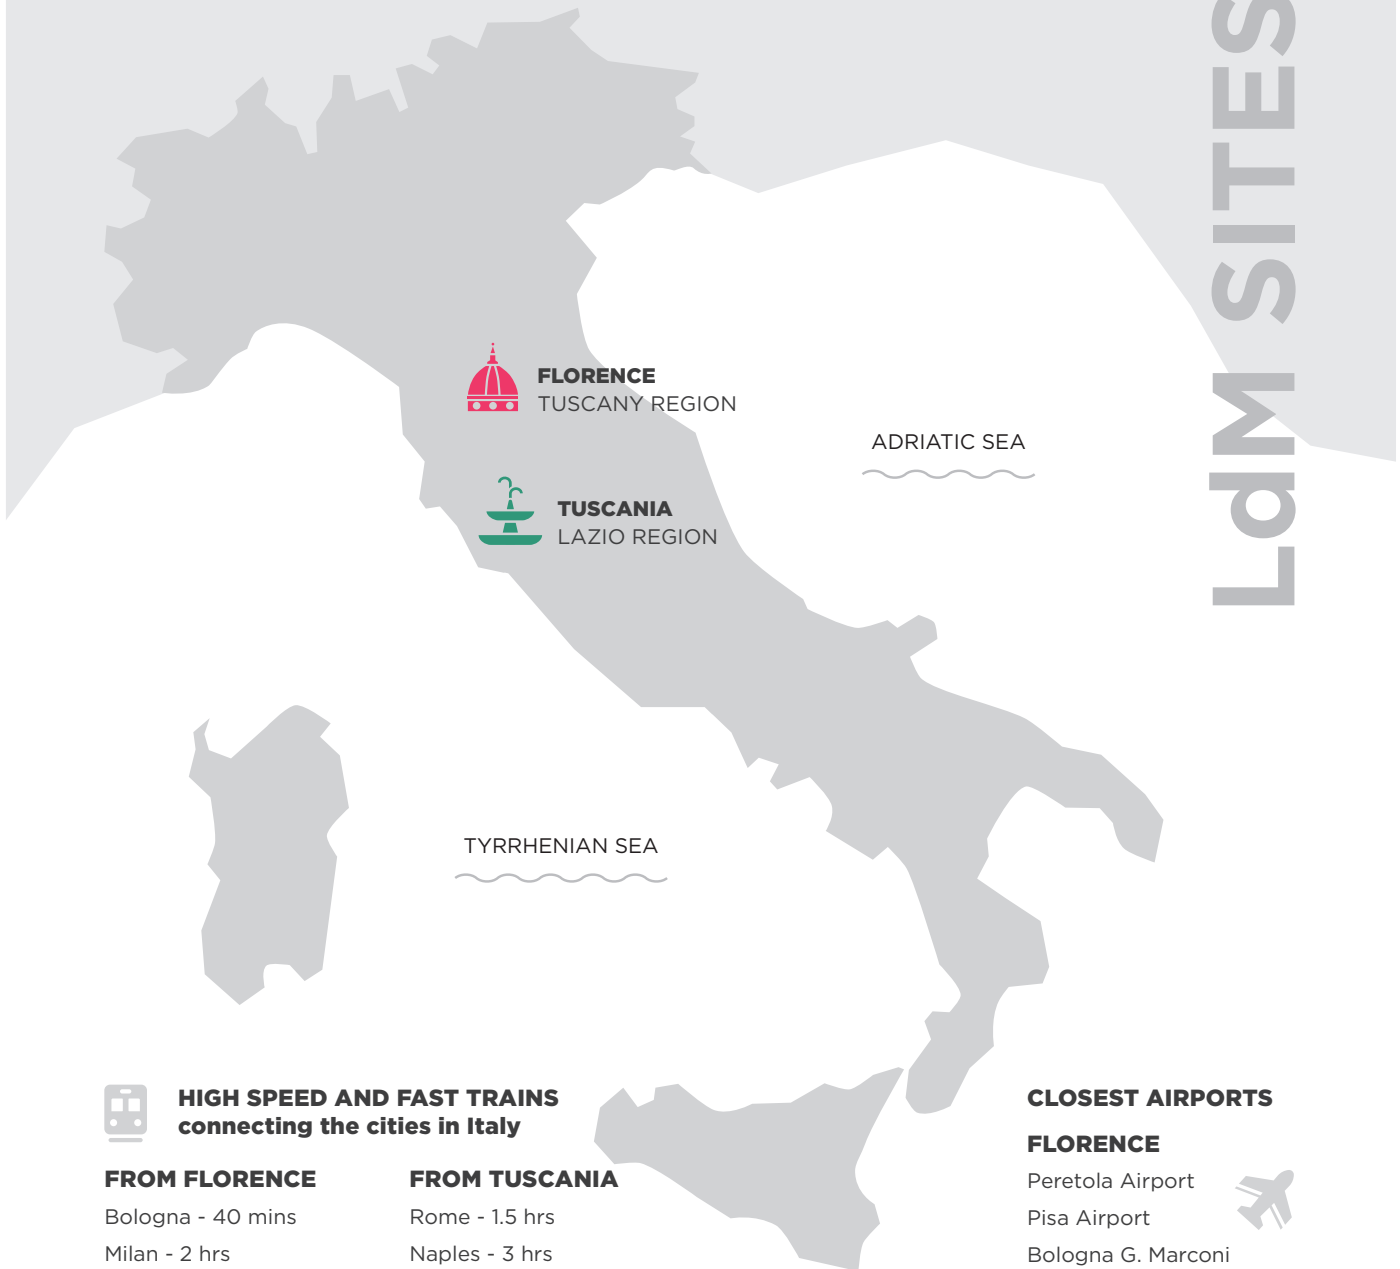 LdM SITES
FLORENCE
TUSCANY REGION
ADRIATIC SEA
TUSCANIA
LAZIO REGION
TYRRHENIAN SEA
HIGH SPEED AND FAST TRAINS
connecting the cities in Italy
FROM FLORENCE
Bologna - 40 mins
Milan - 2 hrs
FROM TUSCANIA
Rome - 1.5 hrs
Naples - 3 hrs
CLOSEST AIRPORTS
FLORENCE
Peretola Airport
Pisa Airport
Bologna G. Marconi